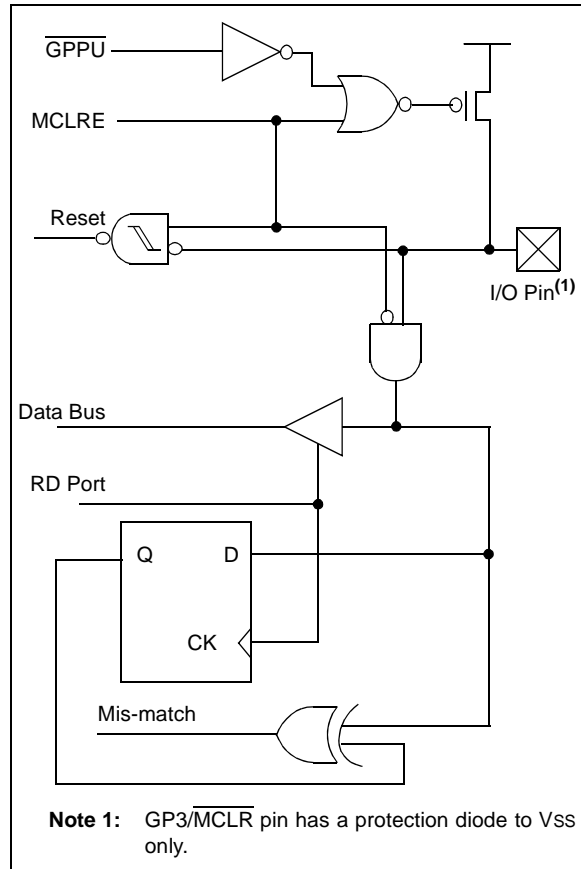 GPPU
MCLRE
Reset
I/O Pin(1)
Data Bus
RD Port
Q D
CK
Mis-match
Note 1: GP3/MCLR pin has a protection diode to VSS
only.